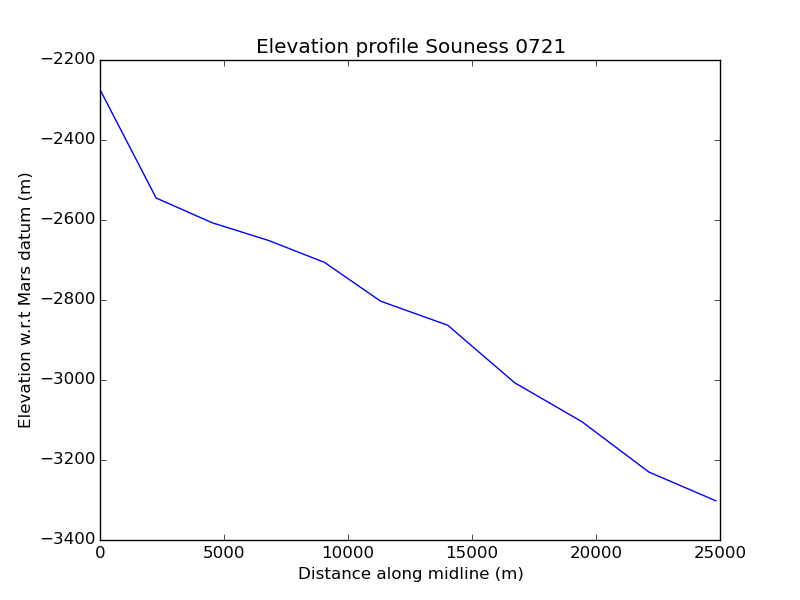 Elevation profile Souness 0721
−2200
−2400
−2600
−2800
−3000
−3200
−3400
Elevation w.r.t Mars datum (m)
0 5000 10000 15000 20000 25000
Distance along midline (m)